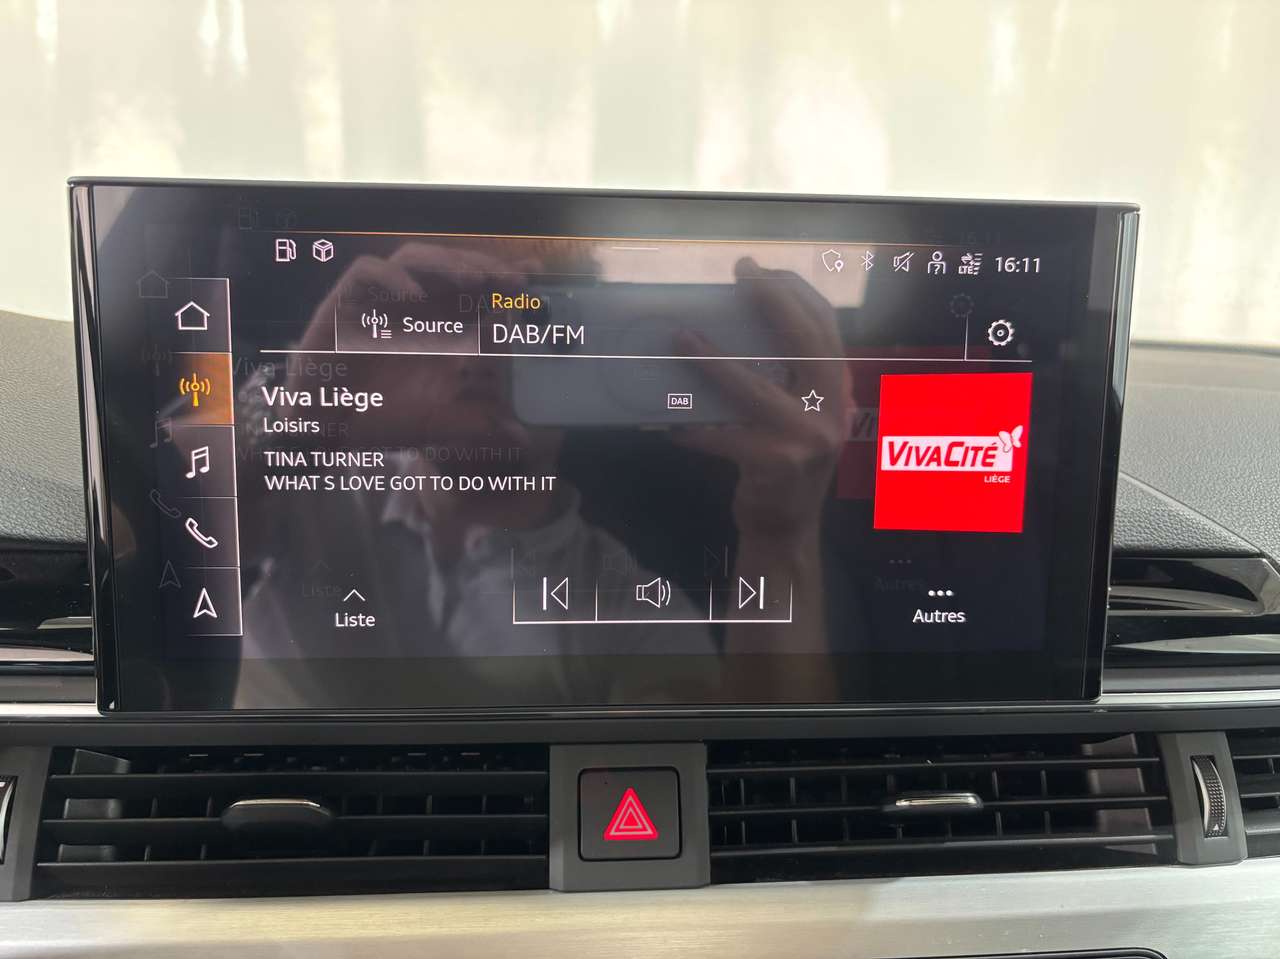 LTE
16:11
Radio
Source
DAB/FM
Viva Liège
DAB
Loisirs
TINA TURNER
WHAT S LOVE GOT TO DO WITH IT
VIVACITÉ
LIÈGE
Liste
Autres